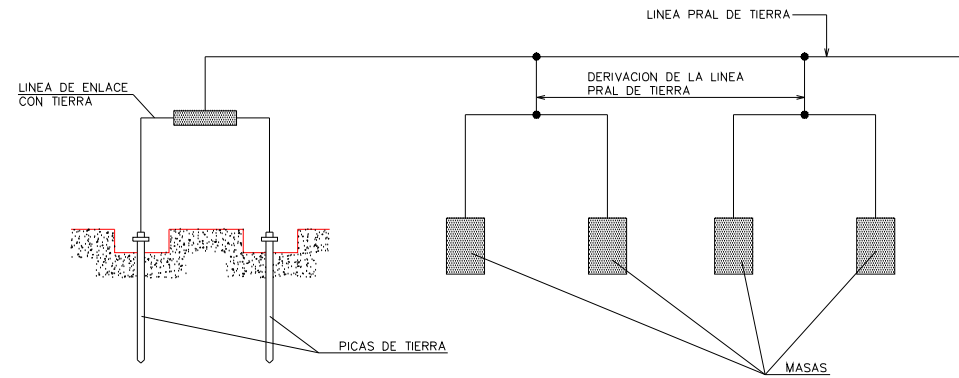 LINEA PRAL DE TIERRA
LINEA DE ENLACE
CON TIERRA
DERIVACION DE LA LINEA
PRAL DE TIERRA
PICAS DE TIERRA
MASAS